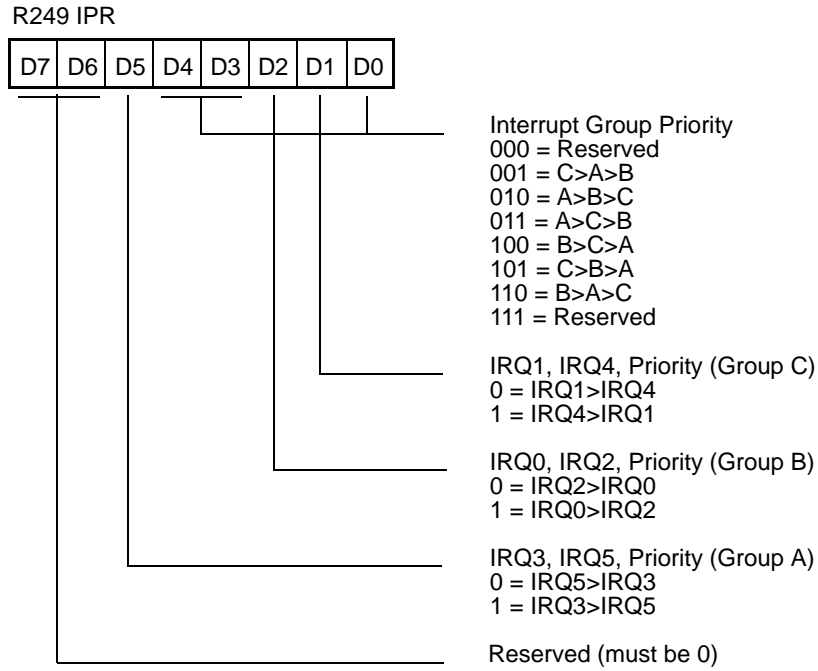 R249 IPR
D7 D6 D5 D4 D3 D2 D1 D0
Interrupt Group Priority
000 = Reserved
001 = C>A>B
010 = A>B>C
011 = A>C>B
100 = B>C>A
101 = C>B>A
110 = B>A>C
111 = Reserved
IRQ1, IRQ4, Priority (Group C)
0 = IRQ1>IRQ4
1 = IRQ4>IRQ1
IRQ0, IRQ2, Priority (Group B)
0 = IRQ2>IRQ0
1 = IRQ0>IRQ2
IRQ3, IRQ5, Priority (Group A)
0 = IRQ5>IRQ3
1 = IRQ3>IRQ5
Reserved (must be 0)